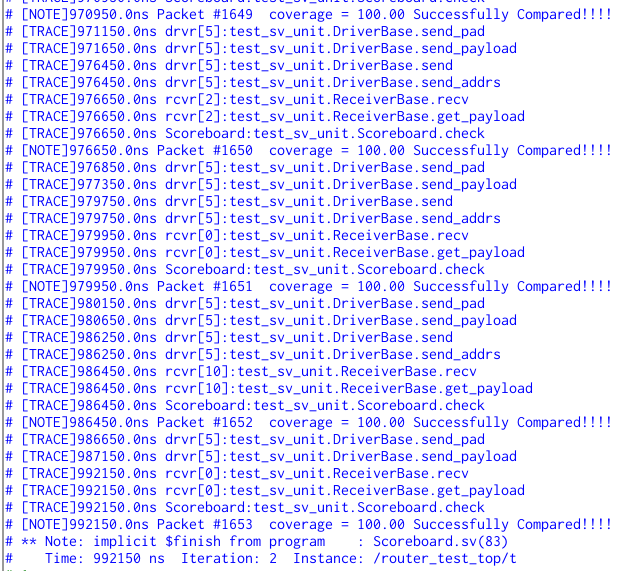 # [NOTE]970950.0ns Packet #1649  coverage = 100.00 Successfully Compared!!!!
# [TRACE]971150.0ns drvr[5]:test_sv_unit.DriverBase.send_pad
# [TRACE]971650.0ns drvr[5]:test_sv_unit.DriverBase.send_payload
# [TRACE]976450.0ns drvr[5]:test_sv_unit.DriverBase.send
# [TRACE]976450.0ns drvr[5]:test_sv_unit.DriverBase.send_addrs
# [TRACE]976650.0ns rcvr[2]:test_sv_unit.ReceiverBase.recv
# [TRACE]976650.0ns rcvr[2]:test_sv_unit.ReceiverBase.get_payload
# [TRACE]976650.0ns Scoreboard:test_sv_unit.Scoreboard.check
# [NOTE]976650.0ns Packet #1650  coverage = 100.00 Successfully Compared!!!!
# [TRACE]976850.0ns drvr[5]:test_sv_unit.DriverBase.send_pad
# [TRACE]977350.0ns drvr[5]:test_sv_unit.DriverBase.send_payload
# [TRACE]979750.0ns drvr[5]:test_sv_unit.DriverBase.send
# [TRACE]979750.0ns drvr[5]:test_sv_unit.DriverBase.send_addrs
# [TRACE]979950.0ns rcvr[0]:test_sv_unit.ReceiverBase.recv
# [TRACE]979950.0ns rcvr[0]:test_sv_unit.ReceiverBase.get_payload
# [TRACE]979950.0ns Scoreboard:test_sv_unit.Scoreboard.check
# [NOTE]979950.0ns Packet #1651  coverage = 100.00 Successfully Compared!!!!
# [TRACE]980150.0ns drvr[5]:test_sv_unit.DriverBase.send_pad
# [TRACE]980650.0ns drvr[5]:test_sv_unit.DriverBase.send_payload
# [TRACE]986250.0ns drvr[5]:test_sv_unit.DriverBase.send
# [TRACE]986250.0ns drvr[5]:test_sv_unit.DriverBase.send_addrs
# [TRACE]986450.0ns rcvr[10]:test_sv_unit.ReceiverBase.recv
# [TRACE]986450.0ns rcvr[10]:test_sv_unit.ReceiverBase.get_payload
# [TRACE]986450.0ns Scoreboard:test_sv_unit.Scoreboard.check
# [NOTE]986450.0ns Packet #1652  coverage = 100.00 Successfully Compared!!!!
# [TRACE]986650.0ns drvr[5]:test_sv_unit.DriverBase.send_pad
# [TRACE]987150.0ns drvr[5]:test_sv_unit.DriverBase.send_payload
# [TRACE]992150.0ns rcvr[0]:test_sv_unit.ReceiverBase.recv
# [TRACE]992150.0ns rcvr[0]:test_sv_unit.ReceiverBase.get_payload
# [TRACE]992150.0ns Scoreboard:test_sv_unit.Scoreboard.check
# [NOTE]992150.0ns Packet #1653  coverage = 100.00 Successfully Compared!!!!
# ** Note: implicit $finish from program    : Scoreboard.sv(83)
#    Time: 992150 ns  Iteration: 2  Instance: /router_test_top/t